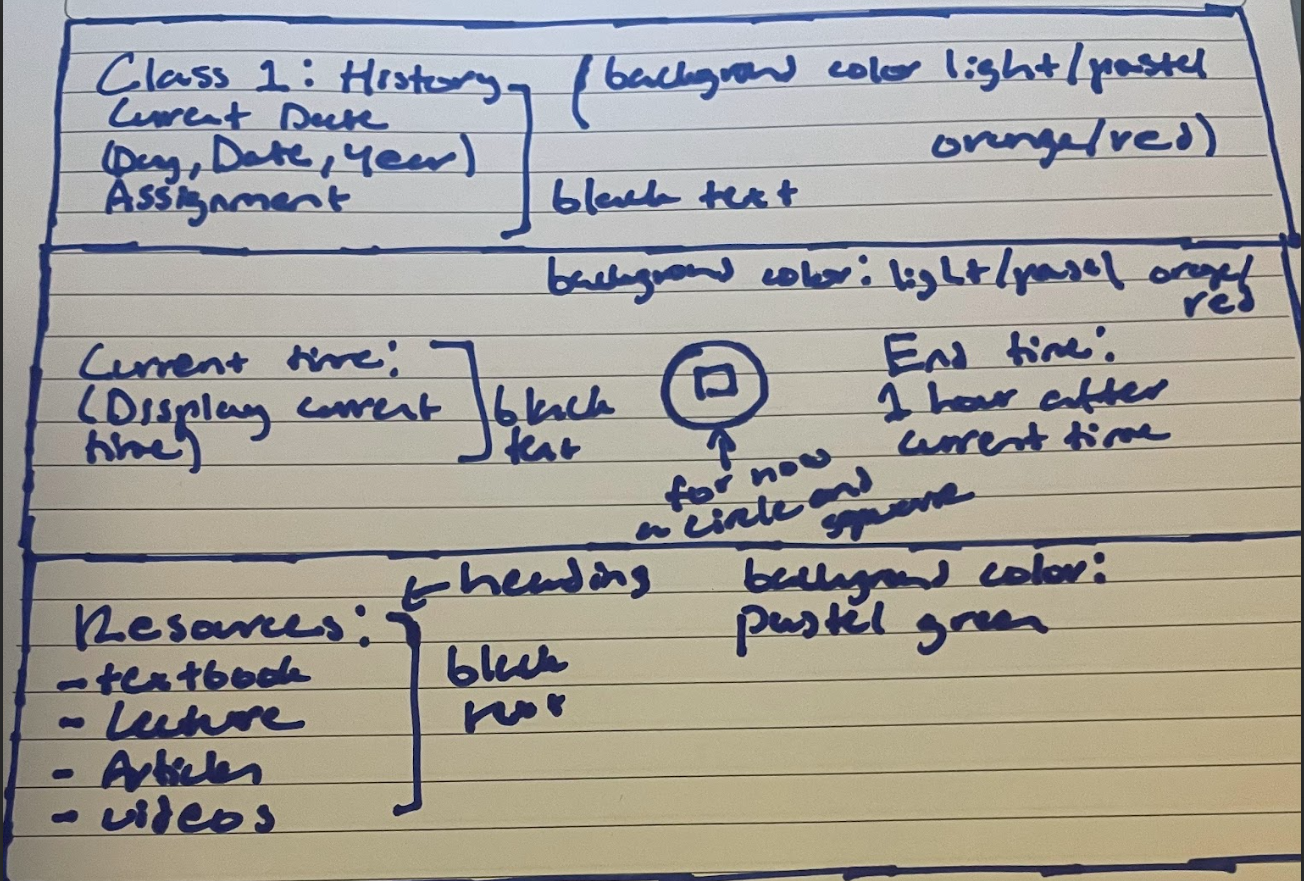 Class 1: History
(background color light/pastel
orange/red)
Current Date
(Day, Date, Year)
Assignment
black text
background color: light/pasel orange/
red
Current time:
(Display current
time)
black
text
for now
a circle and
square
End time:
1 hour after
current time
heading
background color:
pastel green
Resources:
- textbook
- Lecture
- Articles
- videos
black
text